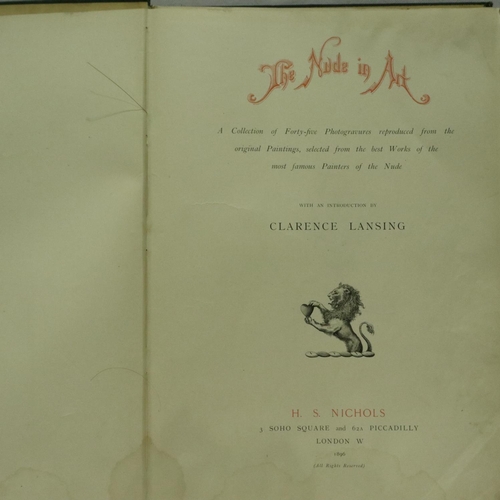 The Nude in Art
A Collection of Forty-five Photogravures reproduced from the
original Paintings, selected from the best Works of the
most famous Painters of the Nude
WITH AN INTRODUCTION BY
CLARENCE LANSING
H. S. NICHOLS
3 SOHO SQUARE and 62A PICCADILLY
LONDON W.
1896
(All Rights Reserved)